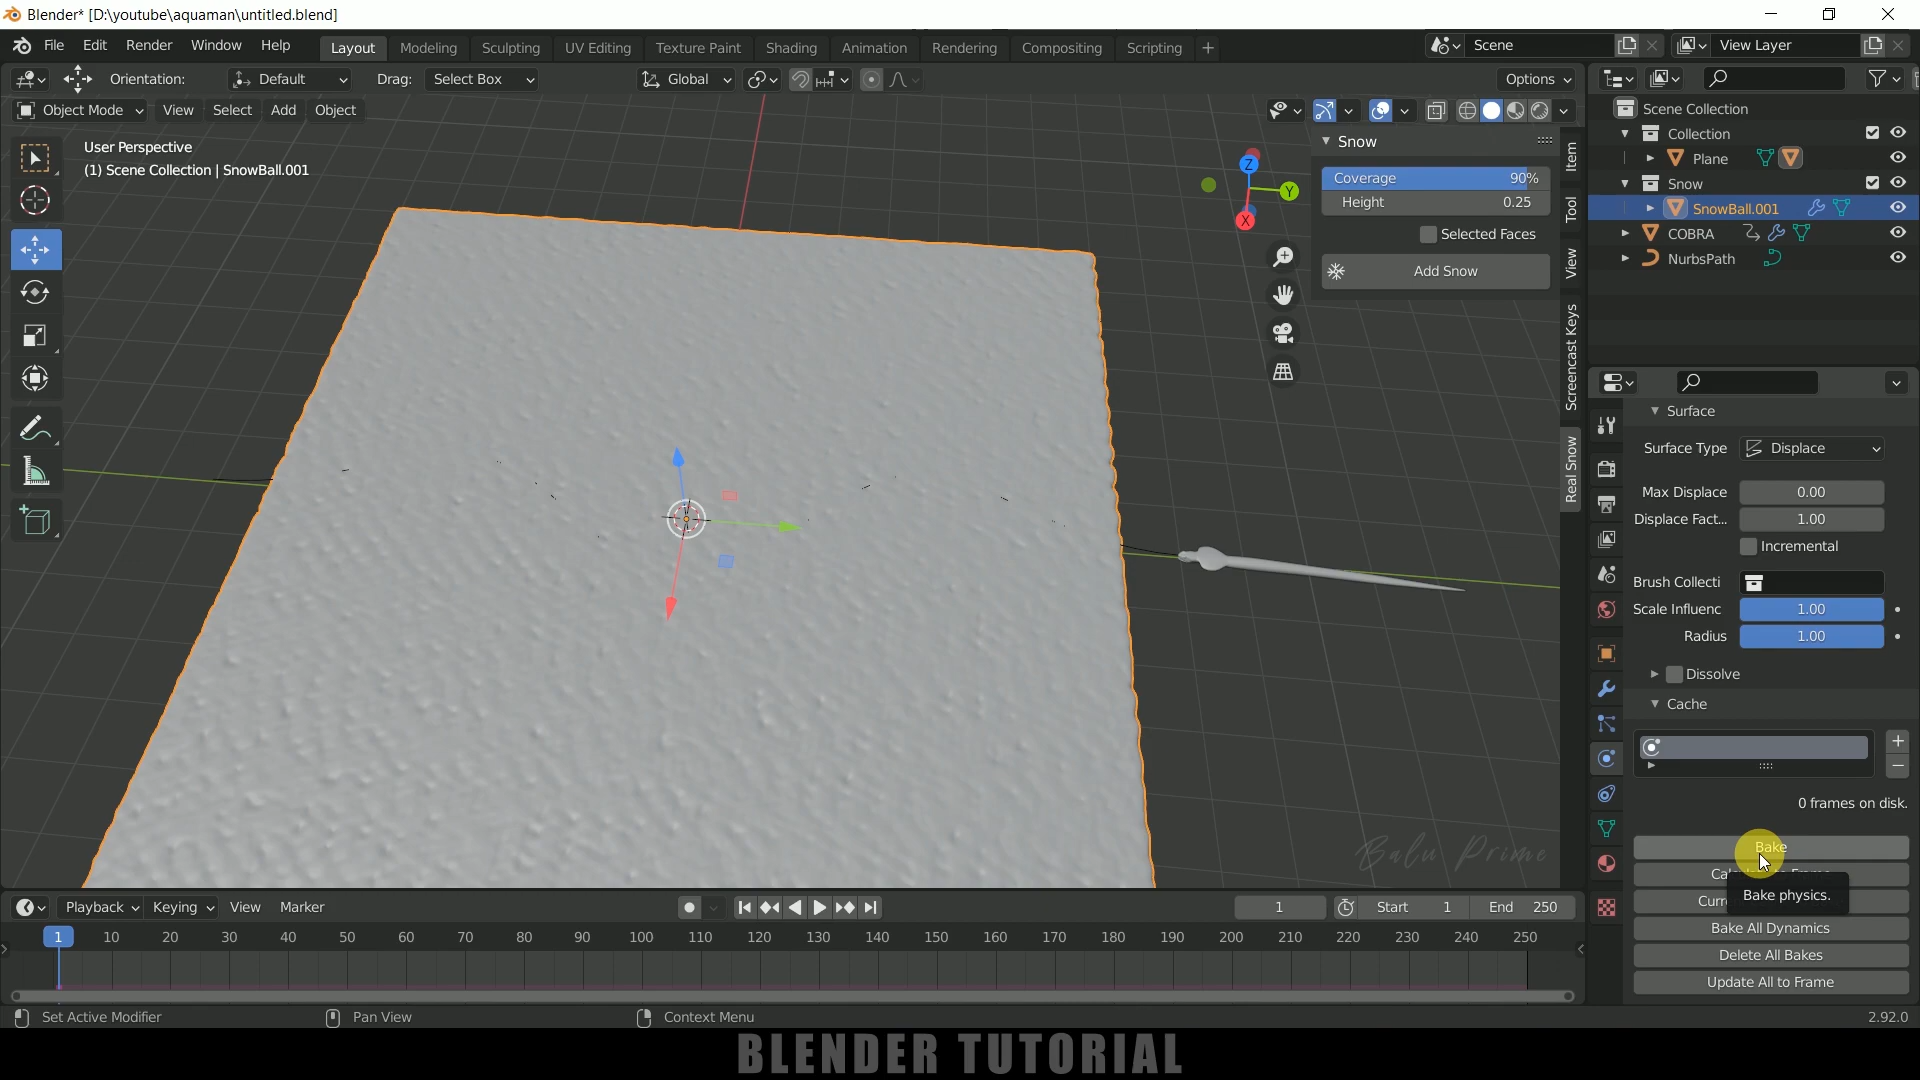 Blender* [D:\youtube\aquaman\untitled.blend]
File Edit Render Window Help Layout Modeling Sculpting UV Editing Texture Paint Shading Animation Rendering Compositing Scripting + Scene View Layer
Orientation: Default Drag: Select Box Global Options
Object Mode View Select Add Object
User Perspective
(1) Scene Collection | SnowBall.001
Z
Y
X
Snow
Coverage 90%
Height 0.25
Selected Faces
Add Snow
Item
Tool
View
Screencast Keys
Real Snow
Scene Collection
Collection
Plane
Snow
SnowBall.001
COBRA
NurbsPath
Surface
Surface Type Displace
Max Displace 0.00
Displace Fact... 1.00
Incremental
Brush Collecti
Scale Influenc 1.00
Radius 1.00
Dissolve
Cache
0 frames on disk.
Bake
Bake physics.
Bake All Dynamics
Delete All Bakes
Update All to Frame
Balu Prime
Playback Keying View Marker 1 Start 1 End 250
1 10 20 30 40 50 60 70 80 90 100 110 120 130 140 150 160 170 180 190 200 210 220 230 240 250
Set Active Modifier Pan View Context Menu 2.92.0
BLENDER TUTORIAL